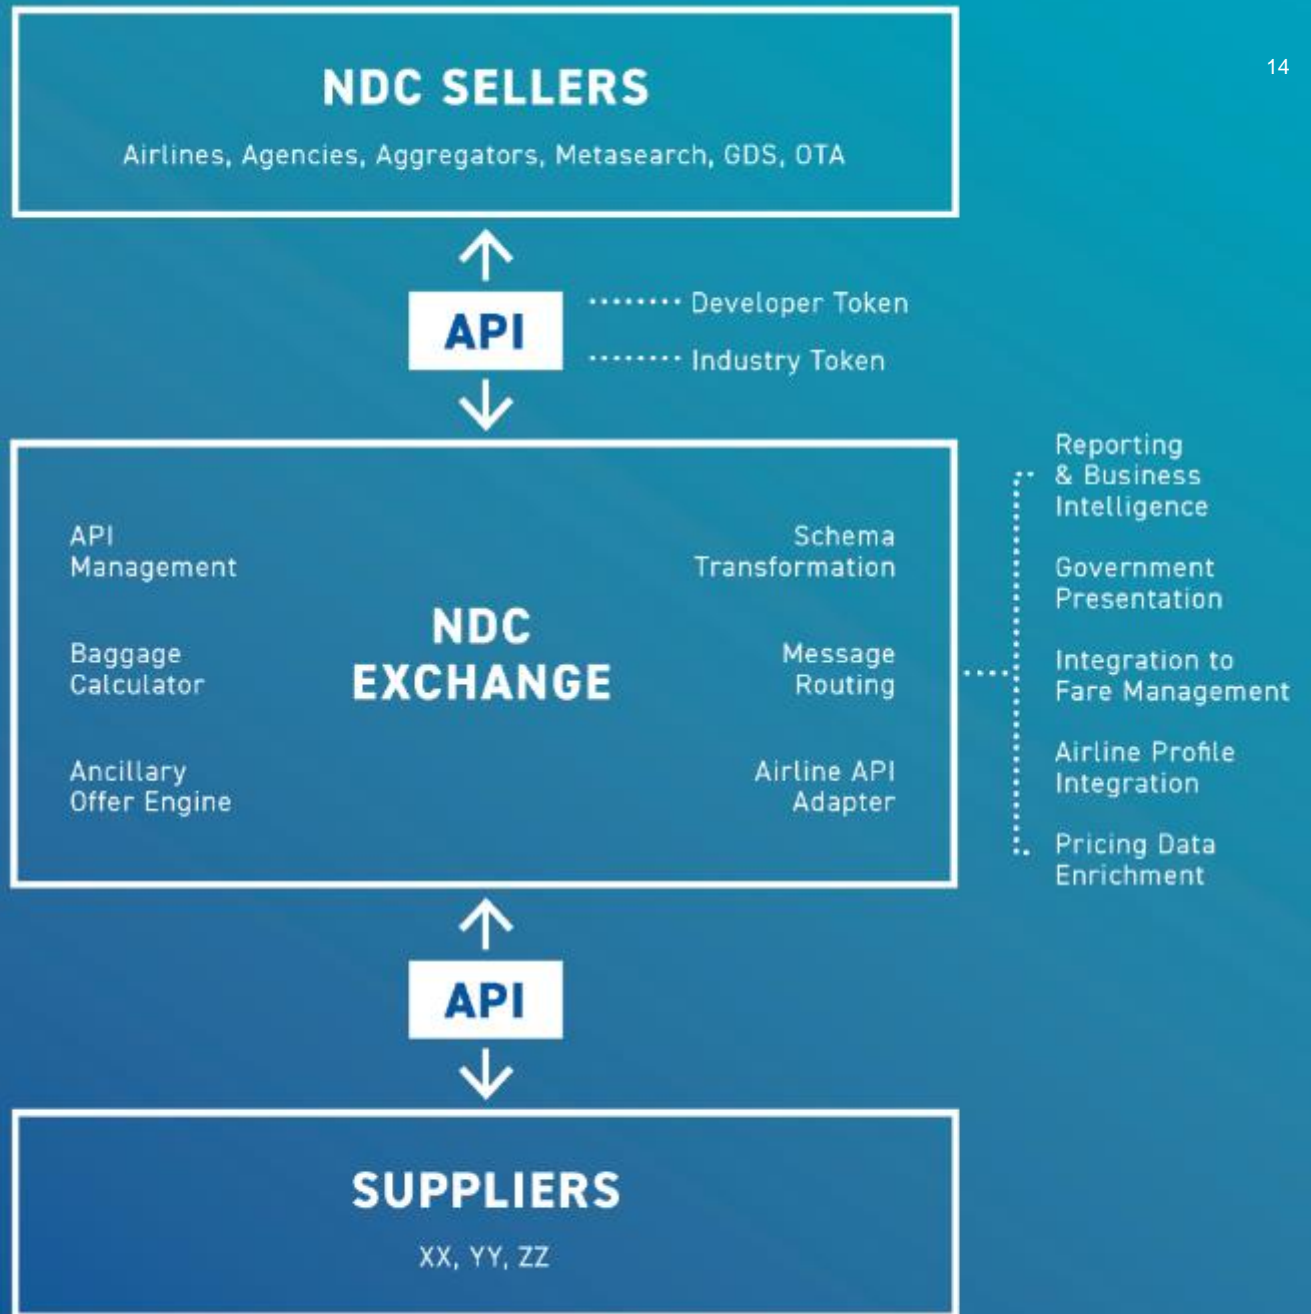 14
NDC SELLERS
Airlines, Agencies, Aggregators, Metasearch, GDS, OTA
API
Developer Token
Industry Token
API
Management
Baggage
Calculator
Ancillary
Offer Engine
NDC
EXCHANGE
Schema
Transformation
Message
Routing
Airline API
Adapter
Reporting
& Business
Intelligence
Government
Presentation
Integration to
Fare Management
Airline Profile
Integration
Pricing Data
Enrichment
API
SUPPLIERS
XX, YY, ZZ